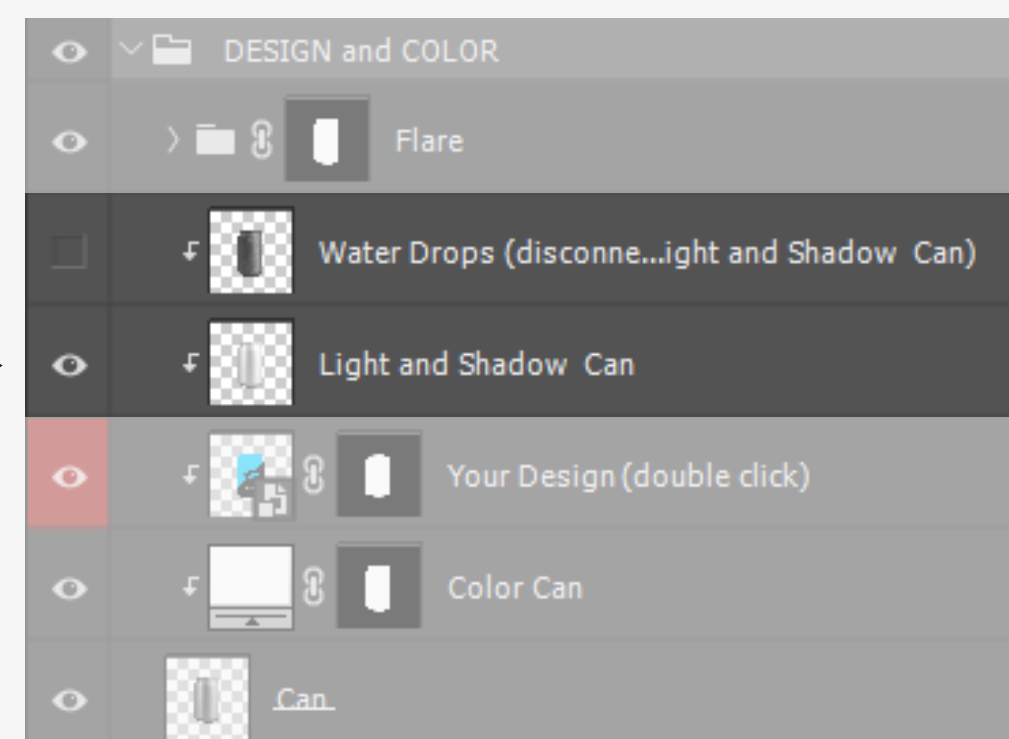 DESIGN and COLOR
Flare
Water Drops (disconne...ight and Shadow  Can)
Light and Shadow  Can
Your Design (double click)
Color Can
Can